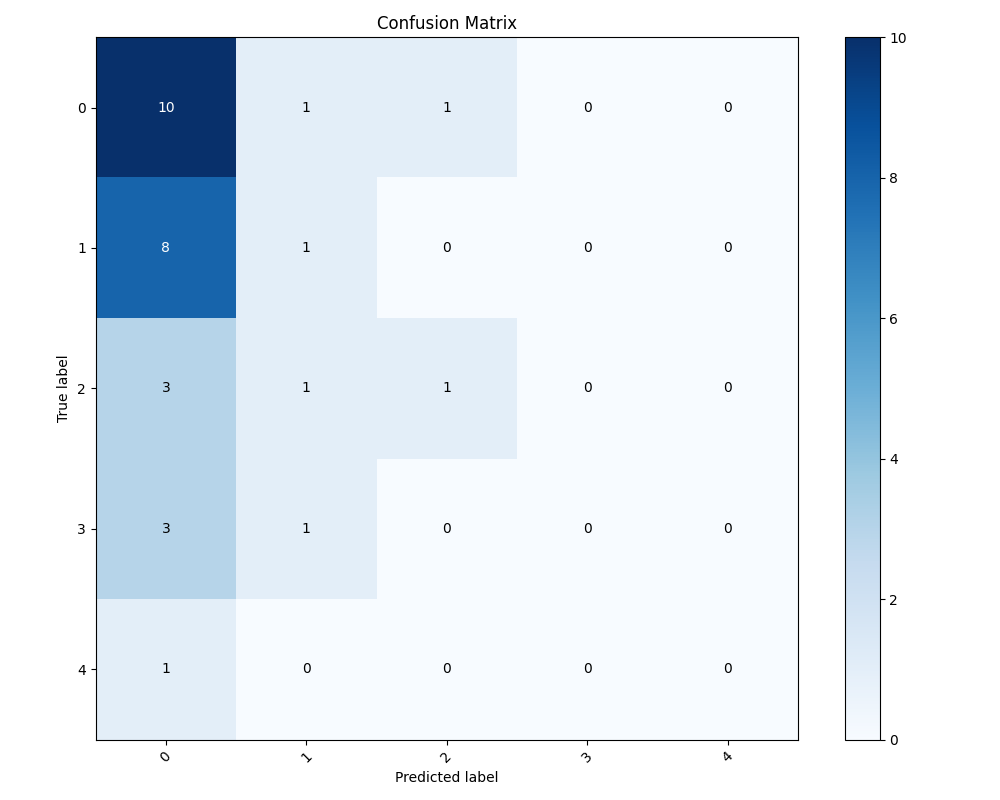 Confusion Matrix
True label
0 10 1 1 0 0
1 8 1 0 0 0
2 3 1 1 0 0
3 3 1 0 0 0
4 1 0 0 0 0
0 1 2 3 4
Predicted label
10
8
6
4
2
0